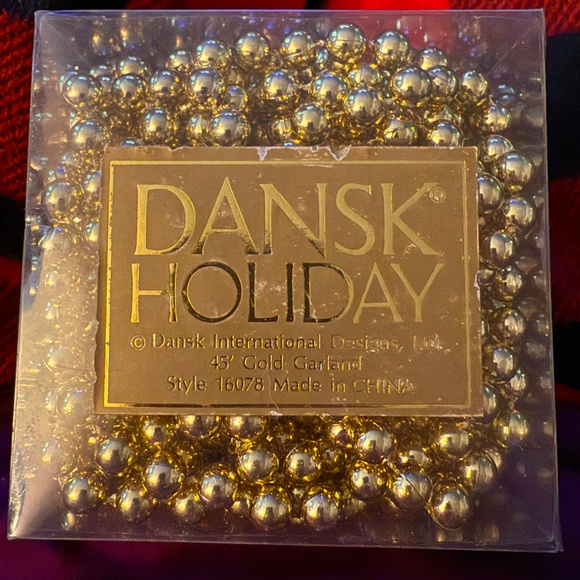 DANSK®
HOLIDAY
© Dansk International Designs, Ltd.
45' Gold Garland
Style 16078 Made in CHINA